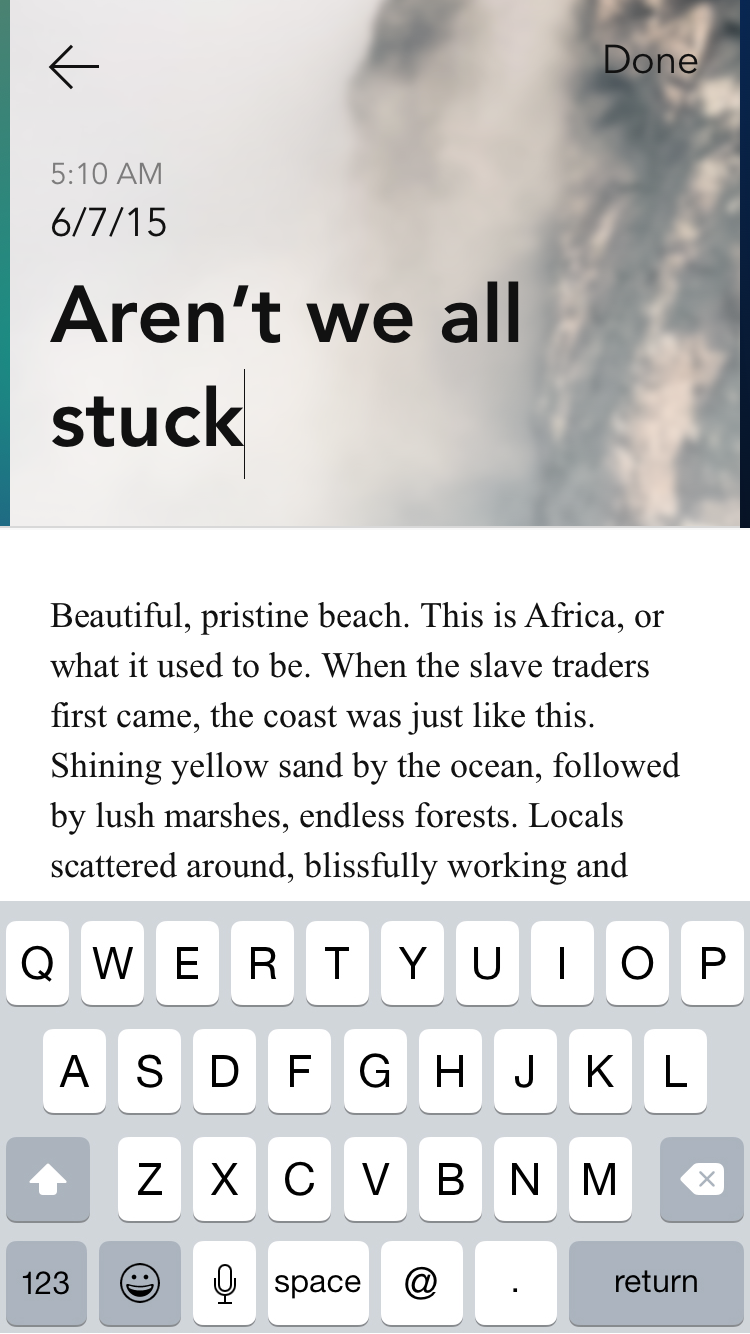 Done
5:10 AM
6/7/15
Aren’t we all
stuck
Beautiful, pristine beach. This is Africa, or
what it used to be. When the slave traders
first came, the coast was just like this.
Shining yellow sand by the ocean, followed
by lush marshes, endless forests. Locals
scattered around, blissfully working and
Q W E R T Y U I O P
A S D F G H J K L
Z X C V B N M
123 space @ . return